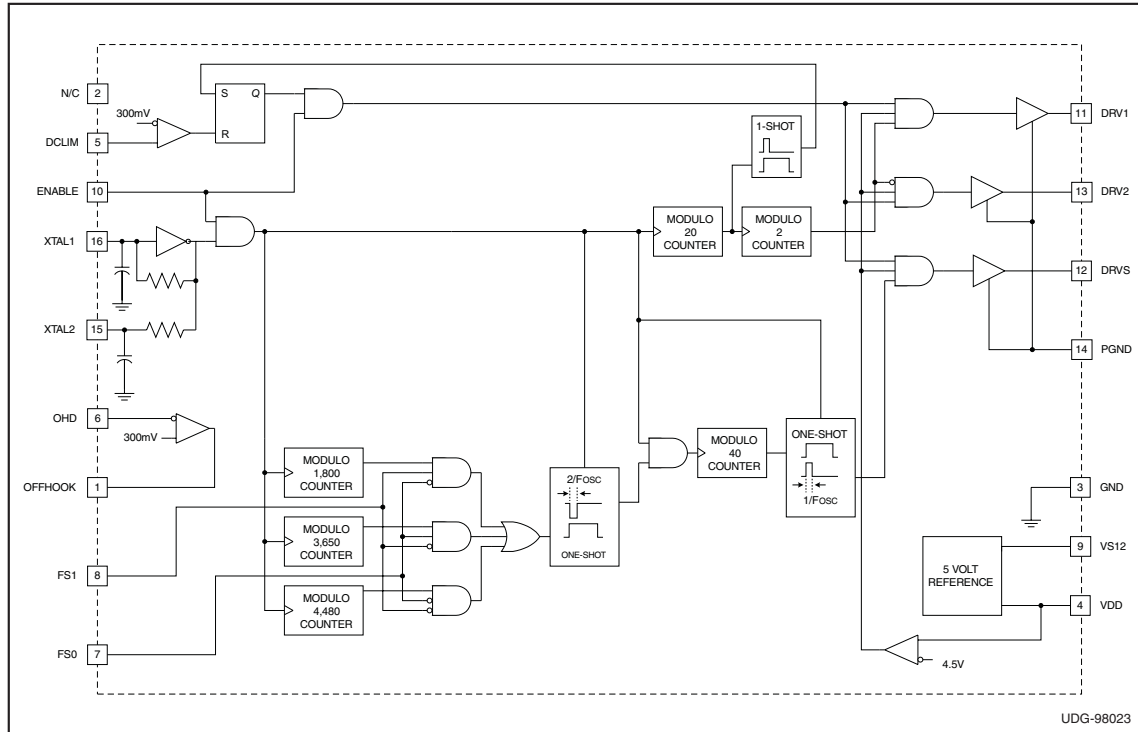 N/C 2
300mV
S Q
R
DCLIM 5
1-SHOT
11 DRV1
ENABLE 10
13 DRV2
XTAL1 16
MODULO
20
COUNTER
MODULO
2
COUNTER
12 DRVS
XTAL2 15
14 PGND
OHD 6
300mV
OFFHOOK 1
MODULO
1,800
COUNTER
2/FOSC
ONE-SHOT
MODULO
40
COUNTER
ONE-SHOT
1/FOSC
3 GND
MODULO
3,650
COUNTER
9 VS12
FS1 8
5 VOLT
REFERENCE
MODULO
4,480
COUNTER
4 VDD
FS0 7
4.5V
UDG-98023